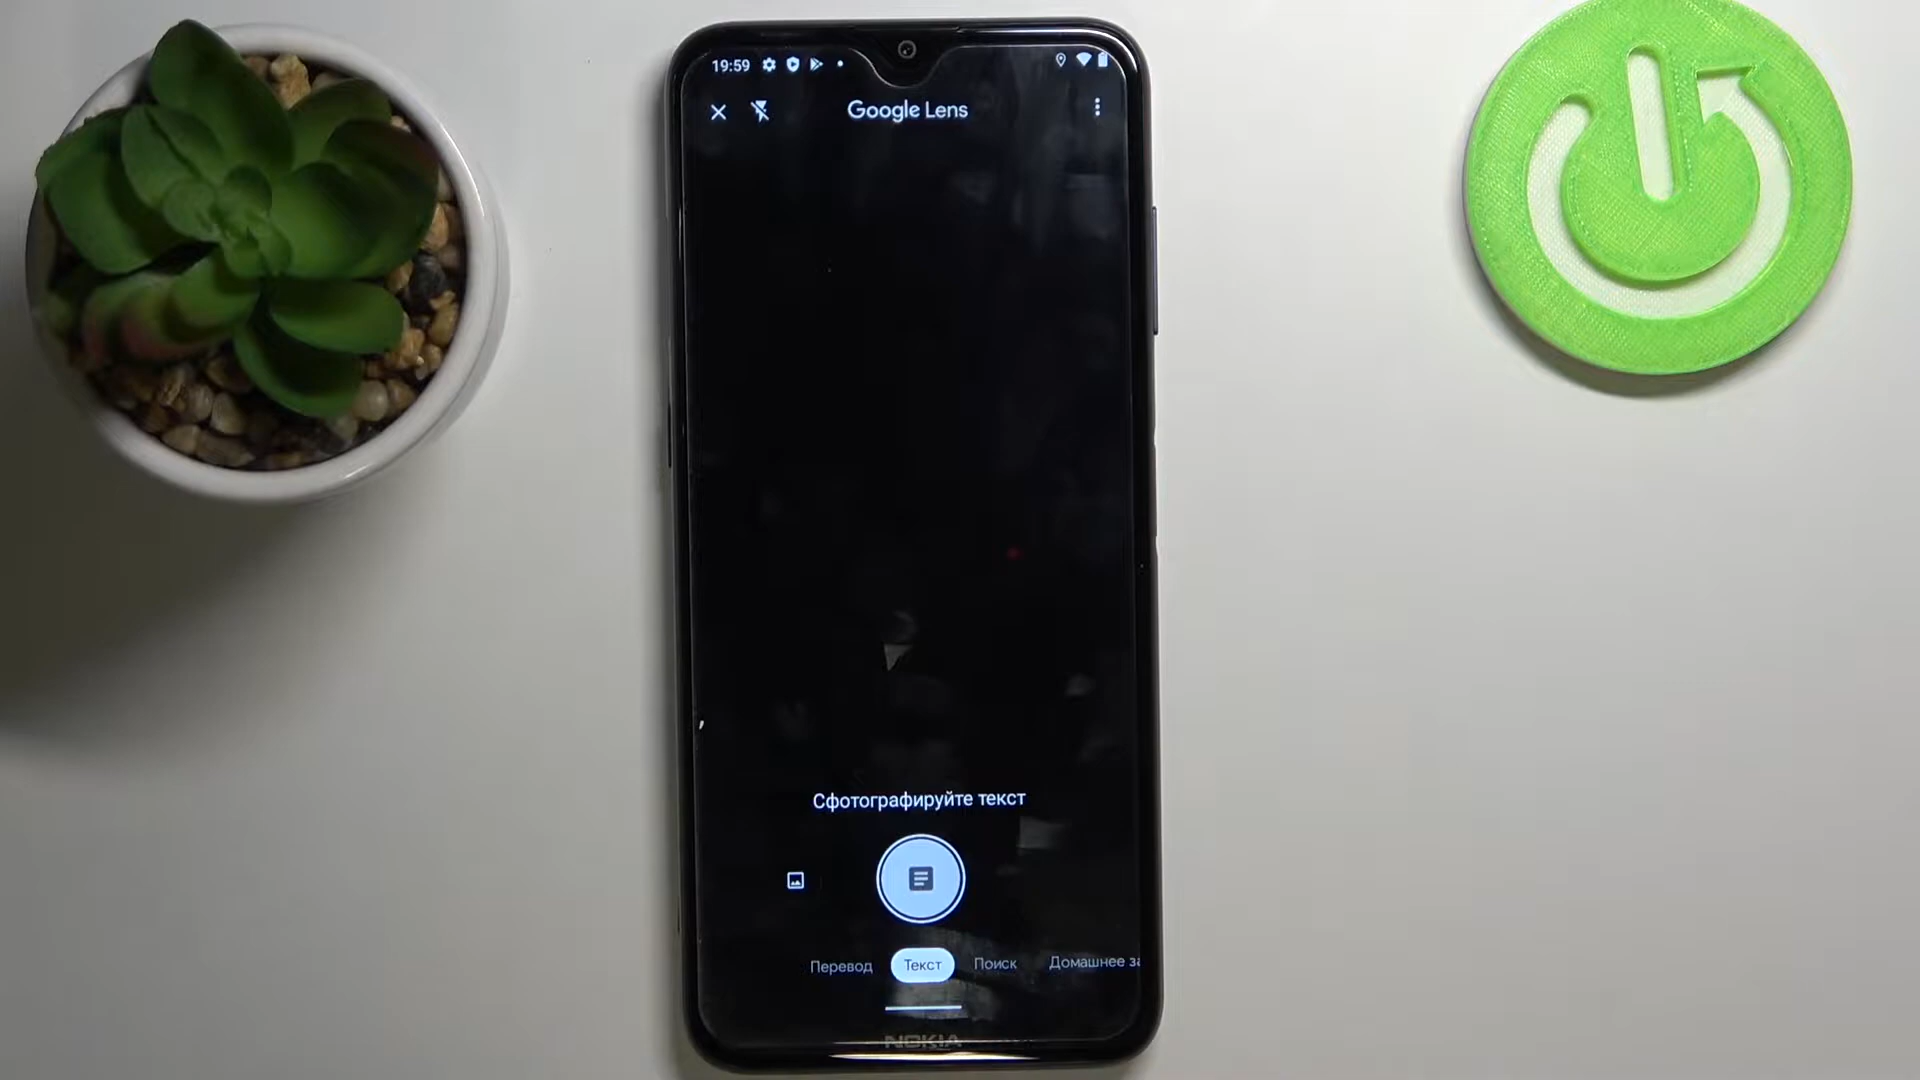 19:59
Google Lens
Сфотографируйте текст
Перевод Текст Поиск Домашнее за
NOKIA